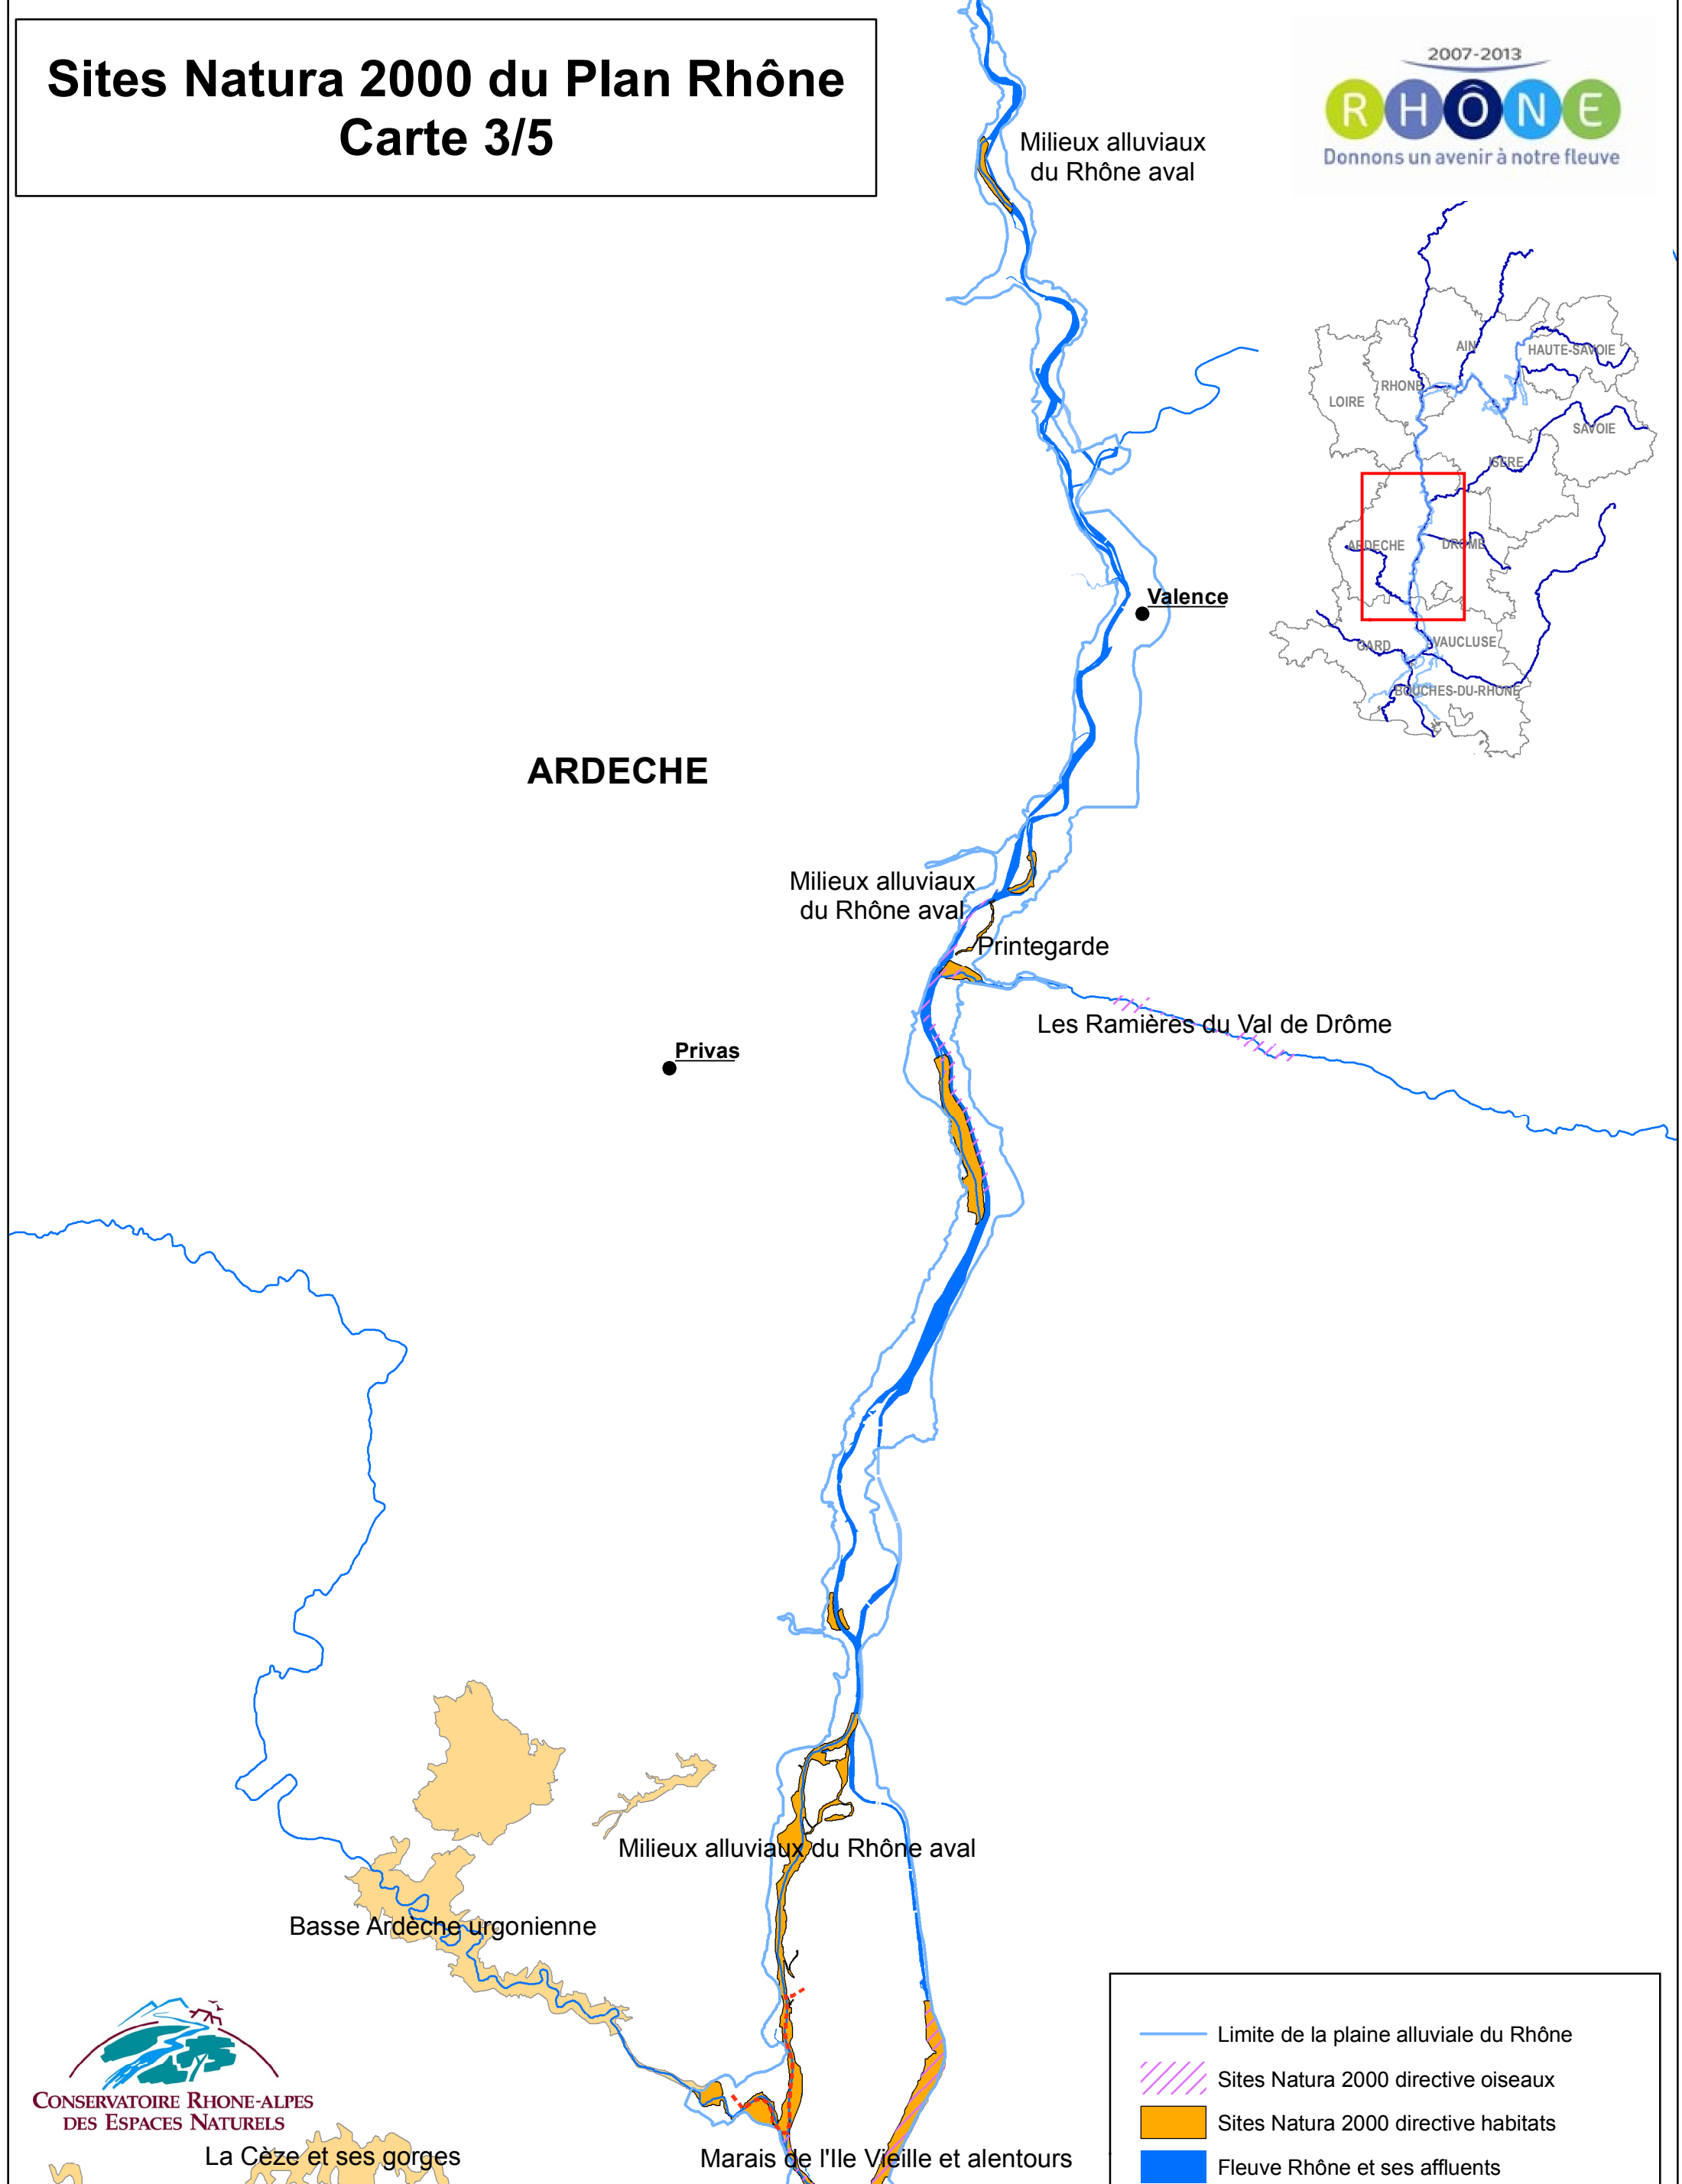 Sites Natura 2000 du Plan Rhône
Carte 3/5
2007-2013
RHÔNE
Donnons un avenir à notre fleuve
Milieux alluviaux
du Rhône aval
AIN
HAUTE-SAVOIE
RHONE
LOIRE
SAVOIE
ISERE
ARDECHE
DROME
GARD
VAUCLUSE
BOUCHES-DU-RHONE
Valence
ARDECHE
Milieux alluviaux
du Rhône aval
Printegarde
Les Ramières du Val de Drôme
Privas
Milieux alluviaux du Rhône aval
Basse Ardèche urgonienne
CONSERVATOIRE RHONE-ALPES
DES ESPACES NATURELS
La Cèze et ses gorges
Marais de l'Ile Vieille et alentours
Limite de la plaine alluviale du Rhône
Sites Natura 2000 directive oiseaux
Sites Natura 2000 directive habitats
Fleuve Rhône et ses affluents